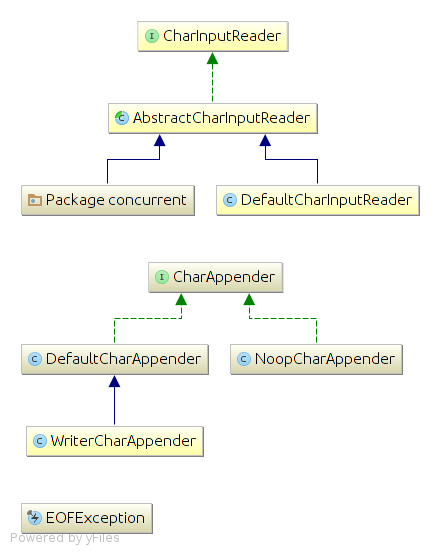 I CharInputReader
C AbstractCharInputReader
Package concurrent
C DefaultCharInputReader
I CharAppender
C DefaultCharAppender
C NoopCharAppender
C WriterCharAppender
EOFException
Powered by yFiles